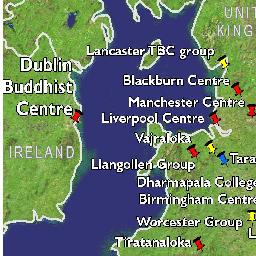 UNIT
KING
Lancaster TBC group
Dublin
Buddhist
Centre
Blackburn Centre
Manchester Centre
Liverpool Centre
Vajraloka
IRELAND
Llangollen Group
Tara
Dharmapala College
Birmingham Centre
Worcester Group
Tiratanaloka